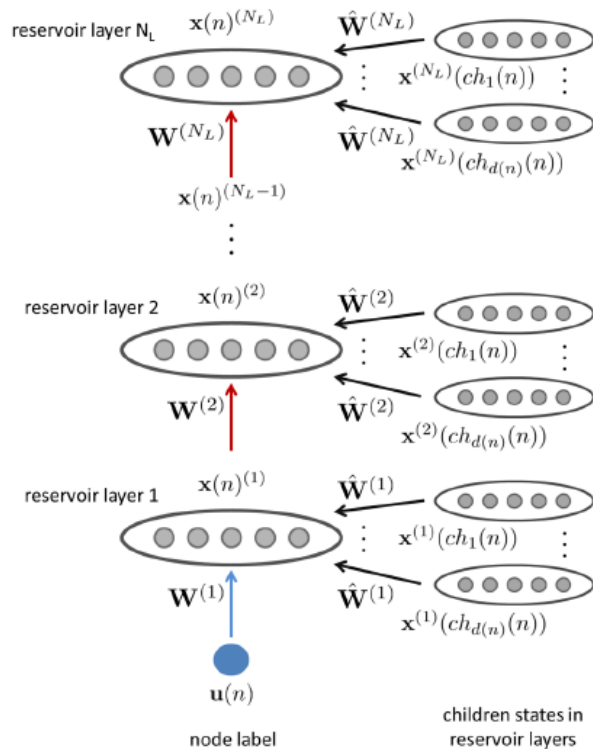 reservoir layer N_L
x(n)^(N_L)
Ŵ^(N_L)
x^(N_L)(ch_1(n))
Ŵ^(N_L)
x^(N_L)(ch_d(n)(n))
W^(N_L)
x(n)^(N_L−1)
reservoir layer 2
x(n)^(2)
Ŵ^(2)
x^(2)(ch_1(n))
Ŵ^(2)
x^(2)(ch_d(n)(n))
W^(2)
reservoir layer 1
x(n)^(1)
Ŵ^(1)
x^(1)(ch_1(n))
Ŵ^(1)
x^(1)(ch_d(n)(n))
W^(1)
u(n)
node label
children states in
reservoir layers